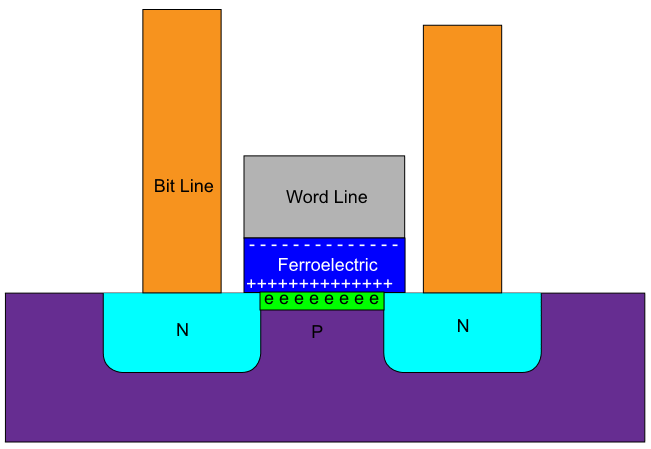 Bit Line
Word Line
- - - - - - - - - - - - - - -
Ferroelectric
++++++++++++++
e e e e e e e e
N
P
N